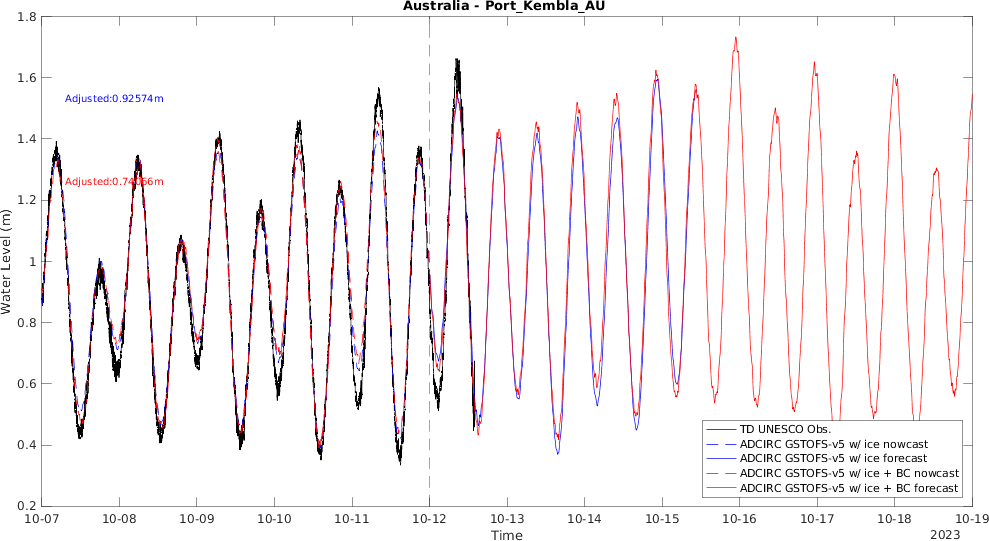 Australia - Port_Kembla_AU
1.8
1.6
1.4
1.2
1
0.8
0.6
0.4
0.2
Water Level (m)
Adjusted:0.92574m
Adjusted:0.74066m
TD UNESCO Obs.
ADCIRC GSTOFS-v5 w/ ice nowcast
ADCIRC GSTOFS-v5 w/ ice forecast
ADCIRC GSTOFS-v5 w/ ice + BC nowcast
ADCIRC GSTOFS-v5 w/ ice + BC forecast
10-07 10-08 10-09 10-10 10-11 10-12 10-13 10-14 10-15 10-16 10-17 10-18 10-19
Time
2023